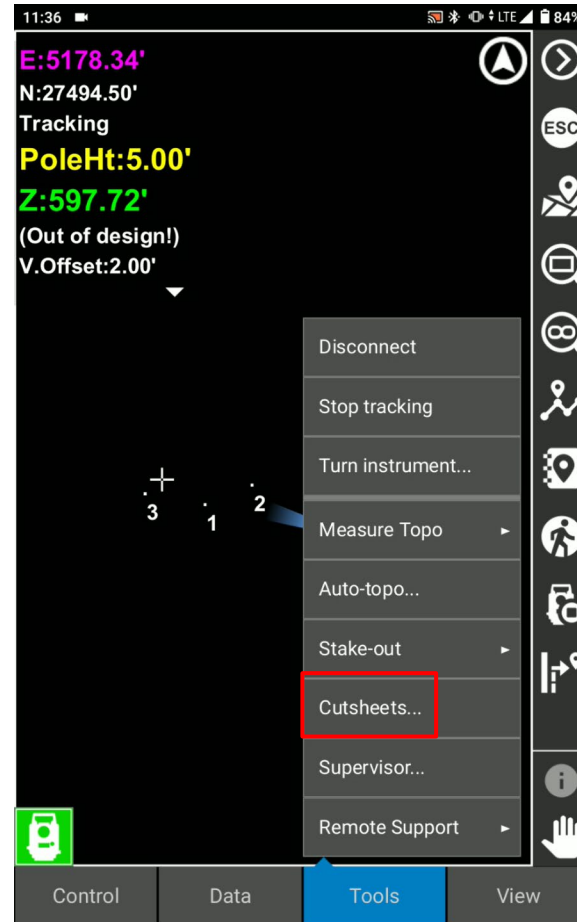 11:36
LTE
84%
E:5178.34'
N:27494.50'
Tracking
PoleHt:5.00'
Z:597.72'
(Out of design!)
V.Offset:2.00'
ESC
Disconnect
Stop tracking
Turn instrument...
Measure Topo
Auto-topo...
Stake-out
Cutsheets...
Supervisor...
Remote Support
3
1
2
Control
Data
Tools
View